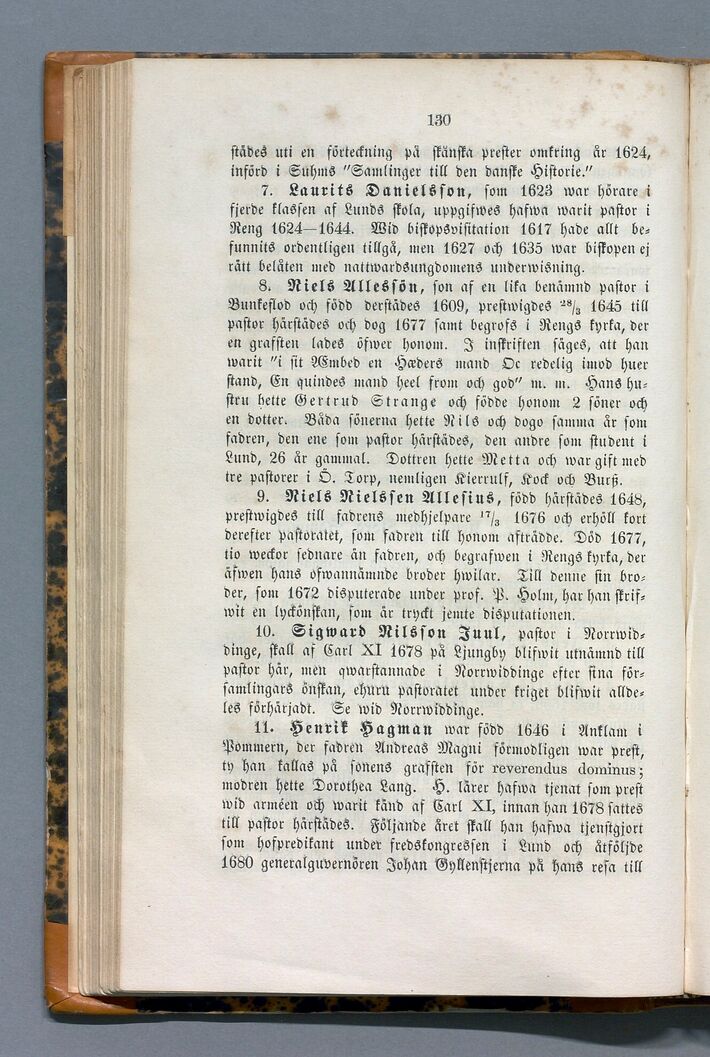 130
städes uti en förteckning på skånska prester omkring år 1624,
införd i Suhms "Samlinger till den danske Historie."
7. Laurits Danielsson, som 1623 war hörare i
fjerde klassen af Lunds skola, uppgifwes hafwa warit pastor i
Reng 1624—1644. Wid biskopsvisitation 1617 hade allt be-
funnits ordentligen tillgå, men 1627 och 1635 war biskopen ej
rätt belåten med nattwardsungdomens underwisning.
8. Niels Allessön, son af en lika benämnd pastor i
Bunkeflod och född derstädes 1609, prestwigdes 28/3 1645 till
pastor härstädes och dog 1677 samt begrofs i Rengs kyrka, der
en grafsten lades öfwer honom. I inskriften säges, att han
warit "i sit Æmbed en Hæders mand Oc redelig imod huer
stand, En quindes mand heel from och god" m. m. Hans hu-
stru hette Gertrud Strange och födde honom 2 söner och
en dotter. Båda sönerna hette Nils och dogo samma år som
fadren, den ene som pastor härstädes, den andre som student i
Lund, 26 år gammal. Dottren hette Metta och war gift med
tre pastorer i Ö. Torp, nemligen Kierrulf, Kock och Burß.
9. Niels Nielssen Allesius, född härstädes 1648,
prestwigdes till fadrens medhjelpare 17/3 1676 och erhöll kort
derefter pastoratet, som fadren till honom afträdde. Död 1677,
tio weckor sednare än fadren, och begrafwen i Rengs kyrka, der
äfwen hans ofwannämnde broder hwilar. Till denne sin bro-
der, som 1672 disputerade under prof. P. Holm, har han skrif-
wit en lyckönskan, som är tryckt jemte disputationen.
10. Sigward Nilsson Juul, pastor i Norrwid-
dinge, skall af Carl XI 1678 på Ljungby blifwit utnämnd till
pastor här, men qwarstannade i Norrwiddinge efter sina för-
samlingars önskan, ehuru pastoratet under kriget blifwit allde-
les förhärjadt. Se wid Norrwiddinge.
11. Henrik Hagman war född 1646 i Anklam i
Pommern, der fadren Andreas Magni förmodligen war prest,
ty han kallas på sonens grafsten för reverendus dominus;
modren hette Dorothea Lang. H. lärer hafwa tjenat som prest
wid arméen och warit känd af Carl XI, innan han 1678 sattes
till pastor härstädes. Följande året skall han hafwa tjenstgjort
som hofpredikant under fredskongressen i Lund och åtföljde
1680 generalguvernören Johan Gyllenstjerna på hans resa till